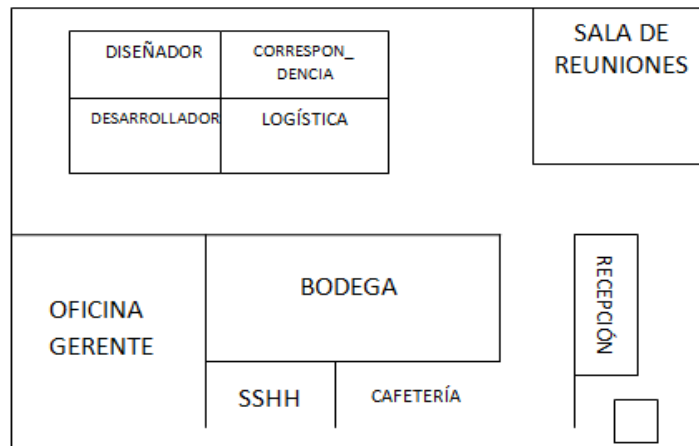 DISEÑADOR
CORRESPON_
DENCIA
DESARROLLADOR
LOGÍSTICA
SALA DE
REUNIONES
OFICINA
GERENTE
BODEGA
RECEPCIÓN
SSHH
CAFETERÍA